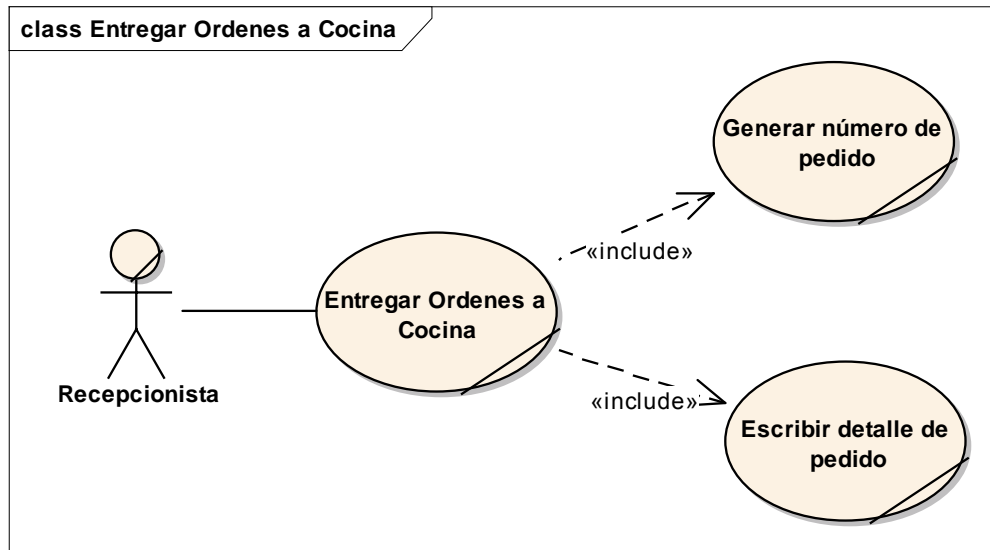 class Entregar Ordenes a Cocina
Generar número de
pedido
«include»
Entregar Ordenes a
Cocina
Recepcionista
«include»
Escribir detalle de
pedido